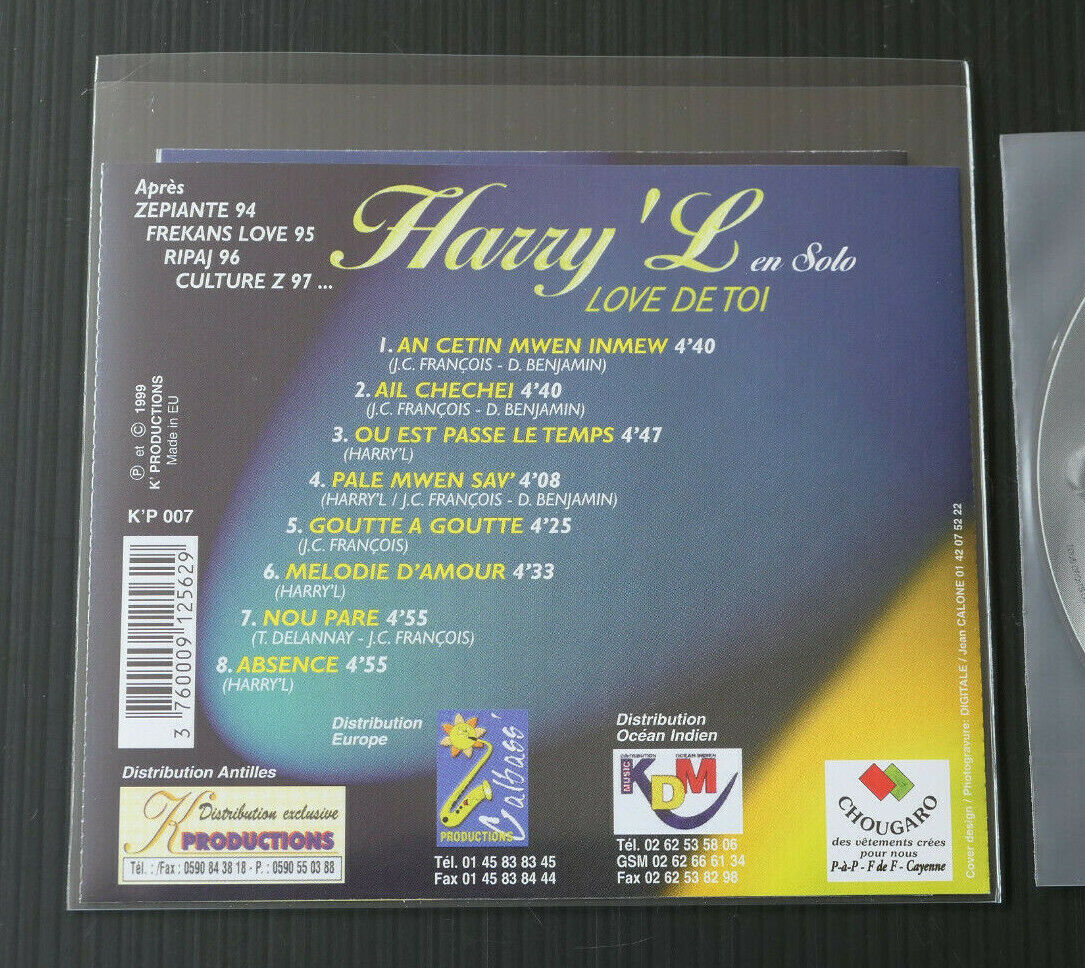 Après
ZEPIANTE 94
FREKANS LOVE 95
RIPAJ 96
CULTURE Z 97 ...
Harry 'L en Solo
LOVE DE TOI
1. AN CETIN MWEN INMEW 4'40
(J.C. FRANÇOIS - D. BENJAMIN)
2. AIL CHECHEI 4'40
(J.C. FRANÇOIS - D. BENJAMIN)
3. OU EST PASSE LE TEMPS 4'47
(HARRY'L)
4. PALE MWEN SAV' 4'08
(HARRY'L / J.C. FRANÇOIS - D. BENJAMIN)
5. GOUTTE A GOUTTE 4'25
(J.C. FRANÇOIS)
6. MELODIE D'AMOUR 4'33
(HARRY'L)
7. NOU PARE 4'55
(T. DELANNAY - J.C. FRANÇOIS)
8. ABSENCE 4'55
(HARRY'L)
℗ et © 1999
K' PRODUCTIONS
Made in EU
K'P 007
3 760009 125629
Distribution Antilles
K Distribution exclusive
PRODUCTIONS
Tél. : /Fax : 0590 84 38 18 - P. : 0590 55 03 88
Distribution
Europe
Calbass'
PRODUCTIONS
Tél. 01 45 83 83 45
Fax 01 45 83 84 44
Distribution
Océan Indien
DISTRIBUTION OCÉAN INDIEN
MUSIC
KDM
Tél. 02 62 53 58 06
GSM 02 62 66 61 34
Fax 02 62 53 82 98
CHOUGARO
des vêtements crées
pour nous
P-à-P - F de F - Cayenne
Cover design / Photogravure: DIGITALE / Jean CALONE 01 42 07 52 22